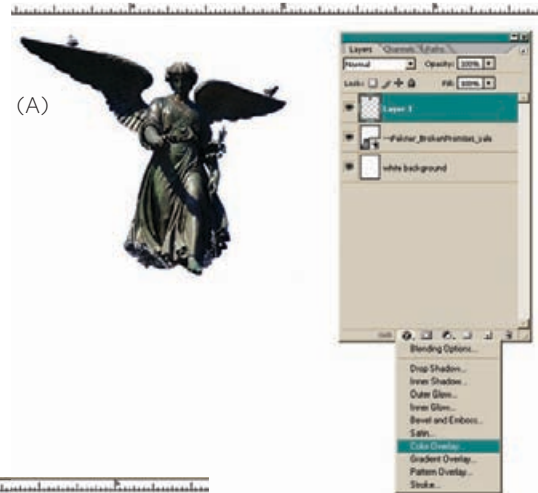 (A)
Layers Channels Paths
Normal Opacity: 100%
Lock: Fill: 100%
Layer 1
white background
Blending Options...
Drop Shadow...
Inner Shadow...
Outer Glow...
Inner Glow...
Bevel and Emboss...
Satin...
Color Overlay...
Gradient Overlay...
Pattern Overlay...
Stroke...